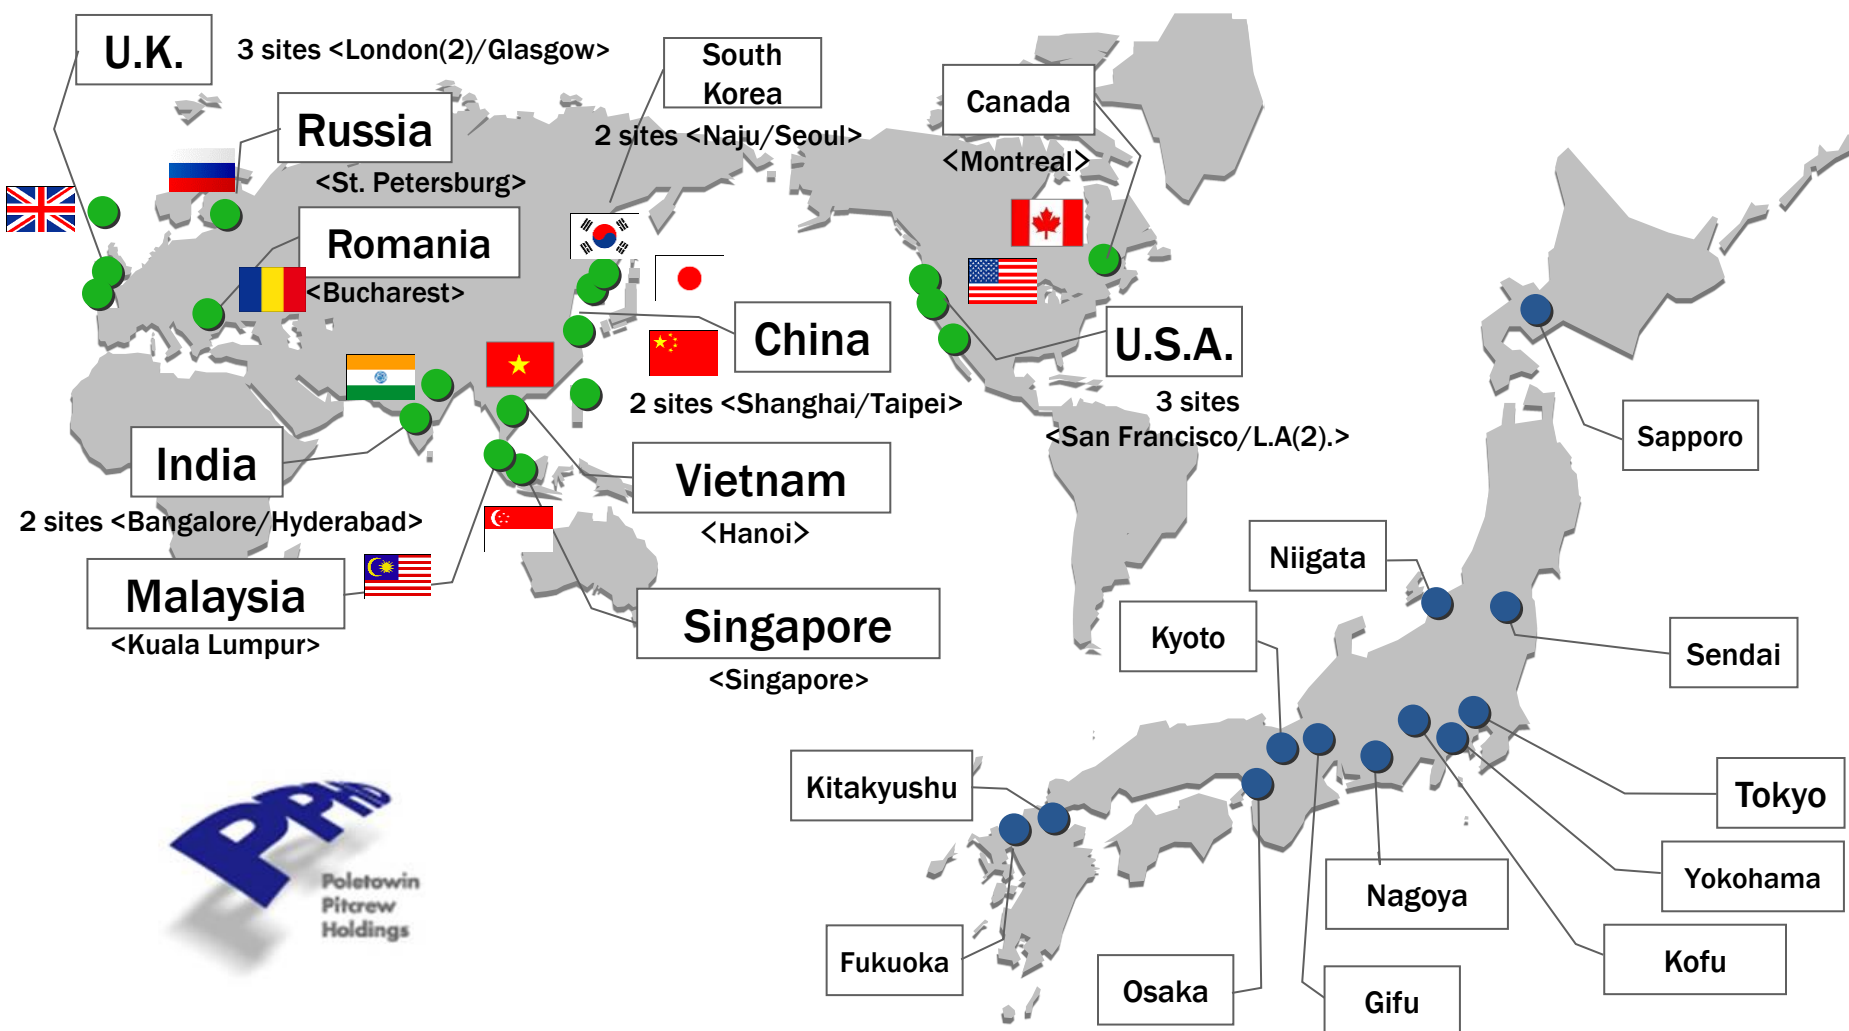 U.K.
3 sites <London(2)/Glasgow>
South
Korea
2 sites <Naju/Seoul>
Canada
<Montreal>
Russia
<St. Petersburg>
Romania
<Bucharest>
China
2 sites <Shanghai/Taipei>
U.S.A.
3 sites
<San Francisco/L.A(2).>
India
2 sites <Bangalore/Hyderabad>
Vietnam
<Hanoi>
Malaysia
<Kuala Lumpur>
Singapore
<Singapore>
Sapporo
Niigata
Kyoto
Sendai
Kitakyushu
Tokyo
Yokohama
Nagoya
Kofu
Fukuoka
Osaka
Gifu
PPHD
Poletowin
Pitcrew
Holdings